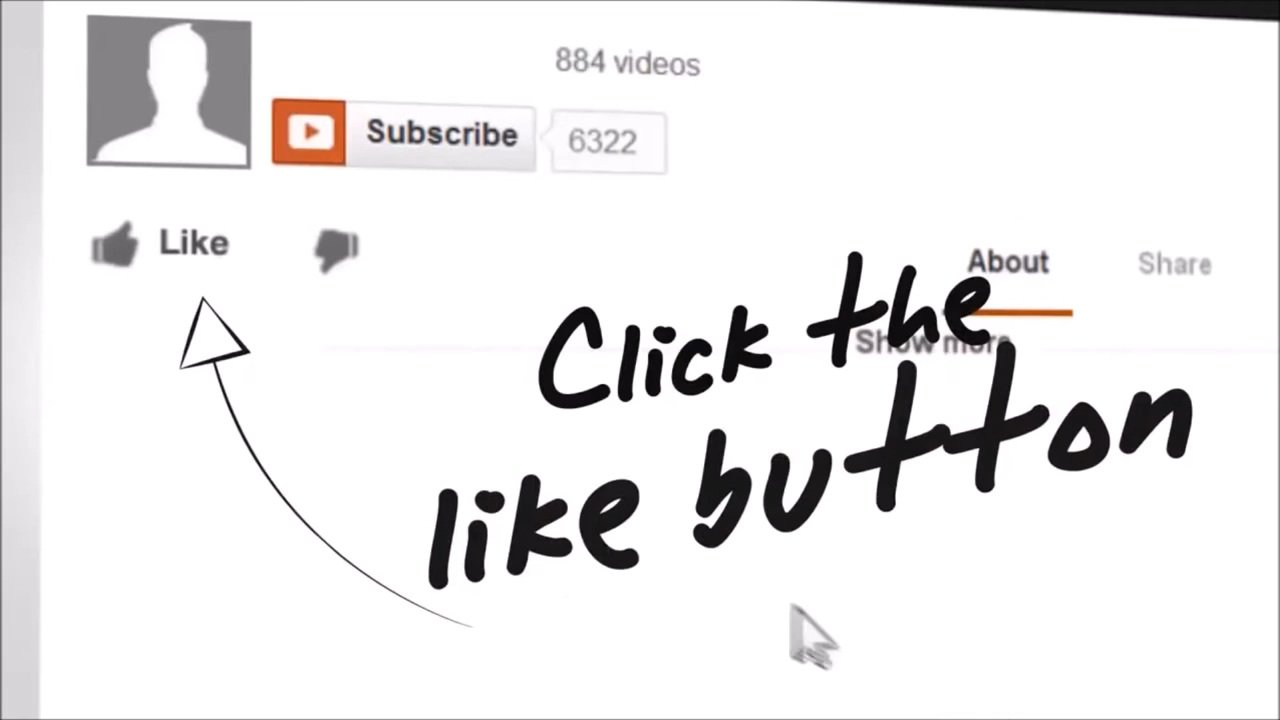 884 videos
Subscribe 6322
Like
About Share
Show more
Click the
like button